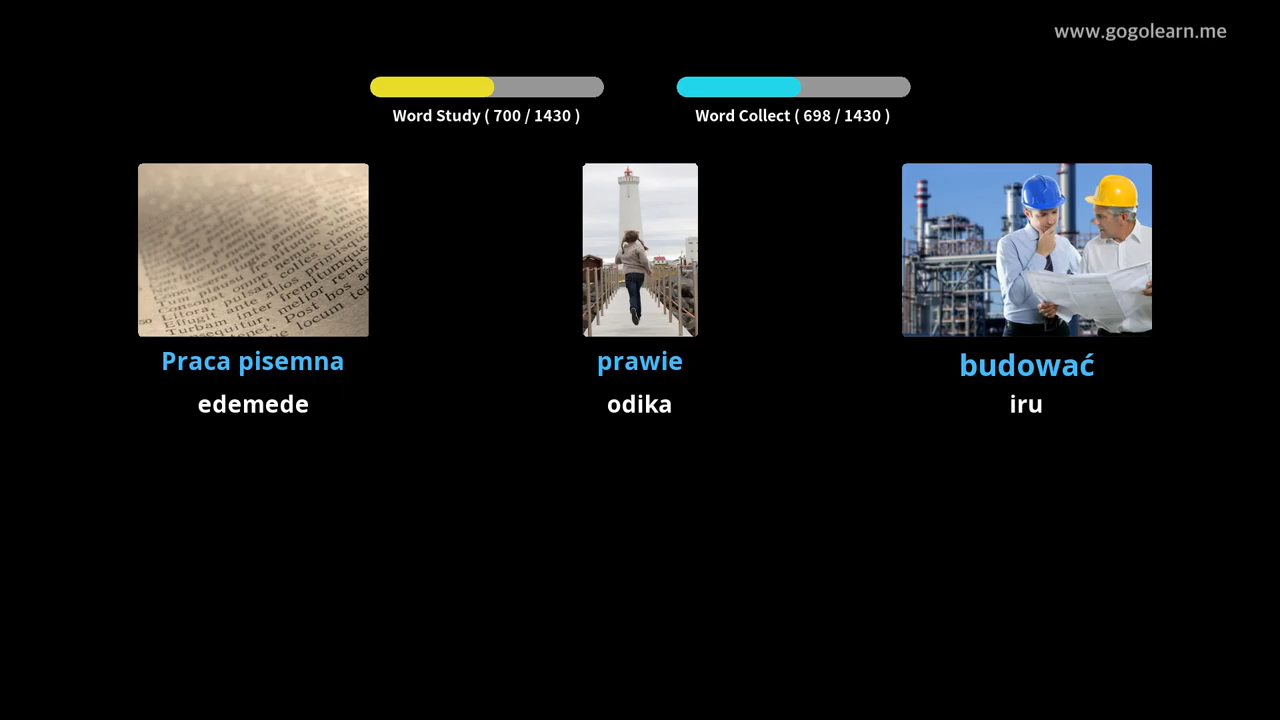 www.gogolearn.me
Word Study ( 700 / 1430 )
Word Collect ( 698 / 1430 )
Praca pisemna
prawie
budować
edemede
odika
iru